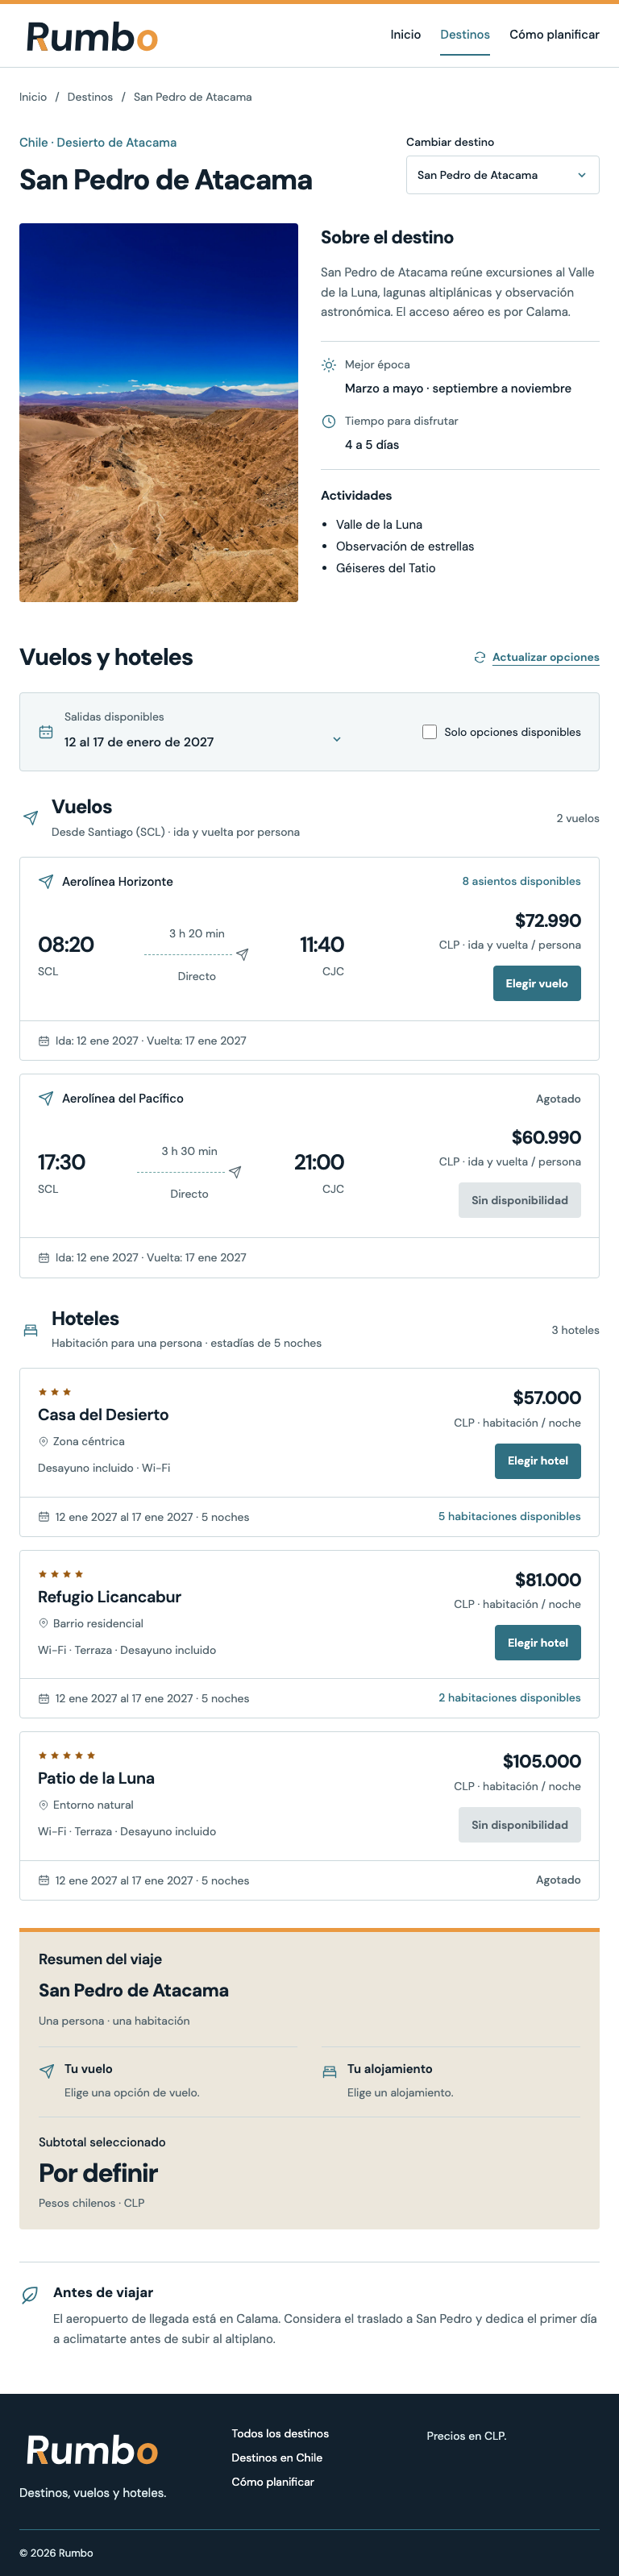 Rumbo
Inicio
Destinos
Cómo planificar
Inicio / Destinos / San Pedro de Atacama
Chile · Desierto de Atacama
San Pedro de Atacama
Cambiar destino
San Pedro de Atacama
Sobre el destino
San Pedro de Atacama reúne excursiones al Valle
de la Luna, lagunas altiplánicas y observación
astronómica. El acceso aéreo es por Calama.
Mejor época
Marzo a mayo · septiembre a noviembre
Tiempo para disfrutar
4 a 5 días
Actividades
• Valle de la Luna
• Observación de estrellas
• Géiseres del Tatio
Vuelos y hoteles
Actualizar opciones
Salidas disponibles
12 al 17 de enero de 2027
Solo opciones disponibles
Vuelos
Desde Santiago (SCL) · ida y vuelta por persona
2 vuelos
Aerolínea Horizonte
8 asientos disponibles
08:20
SCL
3 h 20 min
Directo
11:40
CJC
$72.990
CLP · ida y vuelta / persona
Elegir vuelo
Ida: 12 ene 2027 · Vuelta: 17 ene 2027
Aerolínea del Pacífico
Agotado
17:30
SCL
3 h 30 min
Directo
21:00
CJC
$60.990
CLP · ida y vuelta / persona
Sin disponibilidad
Ida: 12 ene 2027 · Vuelta: 17 ene 2027
Hoteles
Habitación para una persona · estadías de 5 noches
3 hoteles
★ ★ ★
Casa del Desierto
Zona céntrica
Desayuno incluido · Wi-Fi
$57.000
CLP · habitación / noche
Elegir hotel
12 ene 2027 al 17 ene 2027 · 5 noches
5 habitaciones disponibles
★ ★ ★ ★
Refugio Licancabur
Barrio residencial
Wi-Fi · Terraza · Desayuno incluido
$81.000
CLP · habitación / noche
Elegir hotel
12 ene 2027 al 17 ene 2027 · 5 noches
2 habitaciones disponibles
★ ★ ★ ★ ★
Patio de la Luna
Entorno natural
Wi-Fi · Terraza · Desayuno incluido
$105.000
CLP · habitación / noche
Sin disponibilidad
12 ene 2027 al 17 ene 2027 · 5 noches
Agotado
Resumen del viaje
San Pedro de Atacama
Una persona · una habitación
Tu vuelo
Elige una opción de vuelo.
Tu alojamiento
Elige un alojamiento.
Subtotal seleccionado
Por definir
Pesos chilenos · CLP
Antes de viajar
El aeropuerto de llegada está en Calama. Considera el traslado a San Pedro y dedica el primer día
a aclimatarte antes de subir al altiplano.
Rumbo
Destinos, vuelos y hoteles.
Todos los destinos
Destinos en Chile
Cómo planificar
Precios en CLP.
© 2026 Rumbo